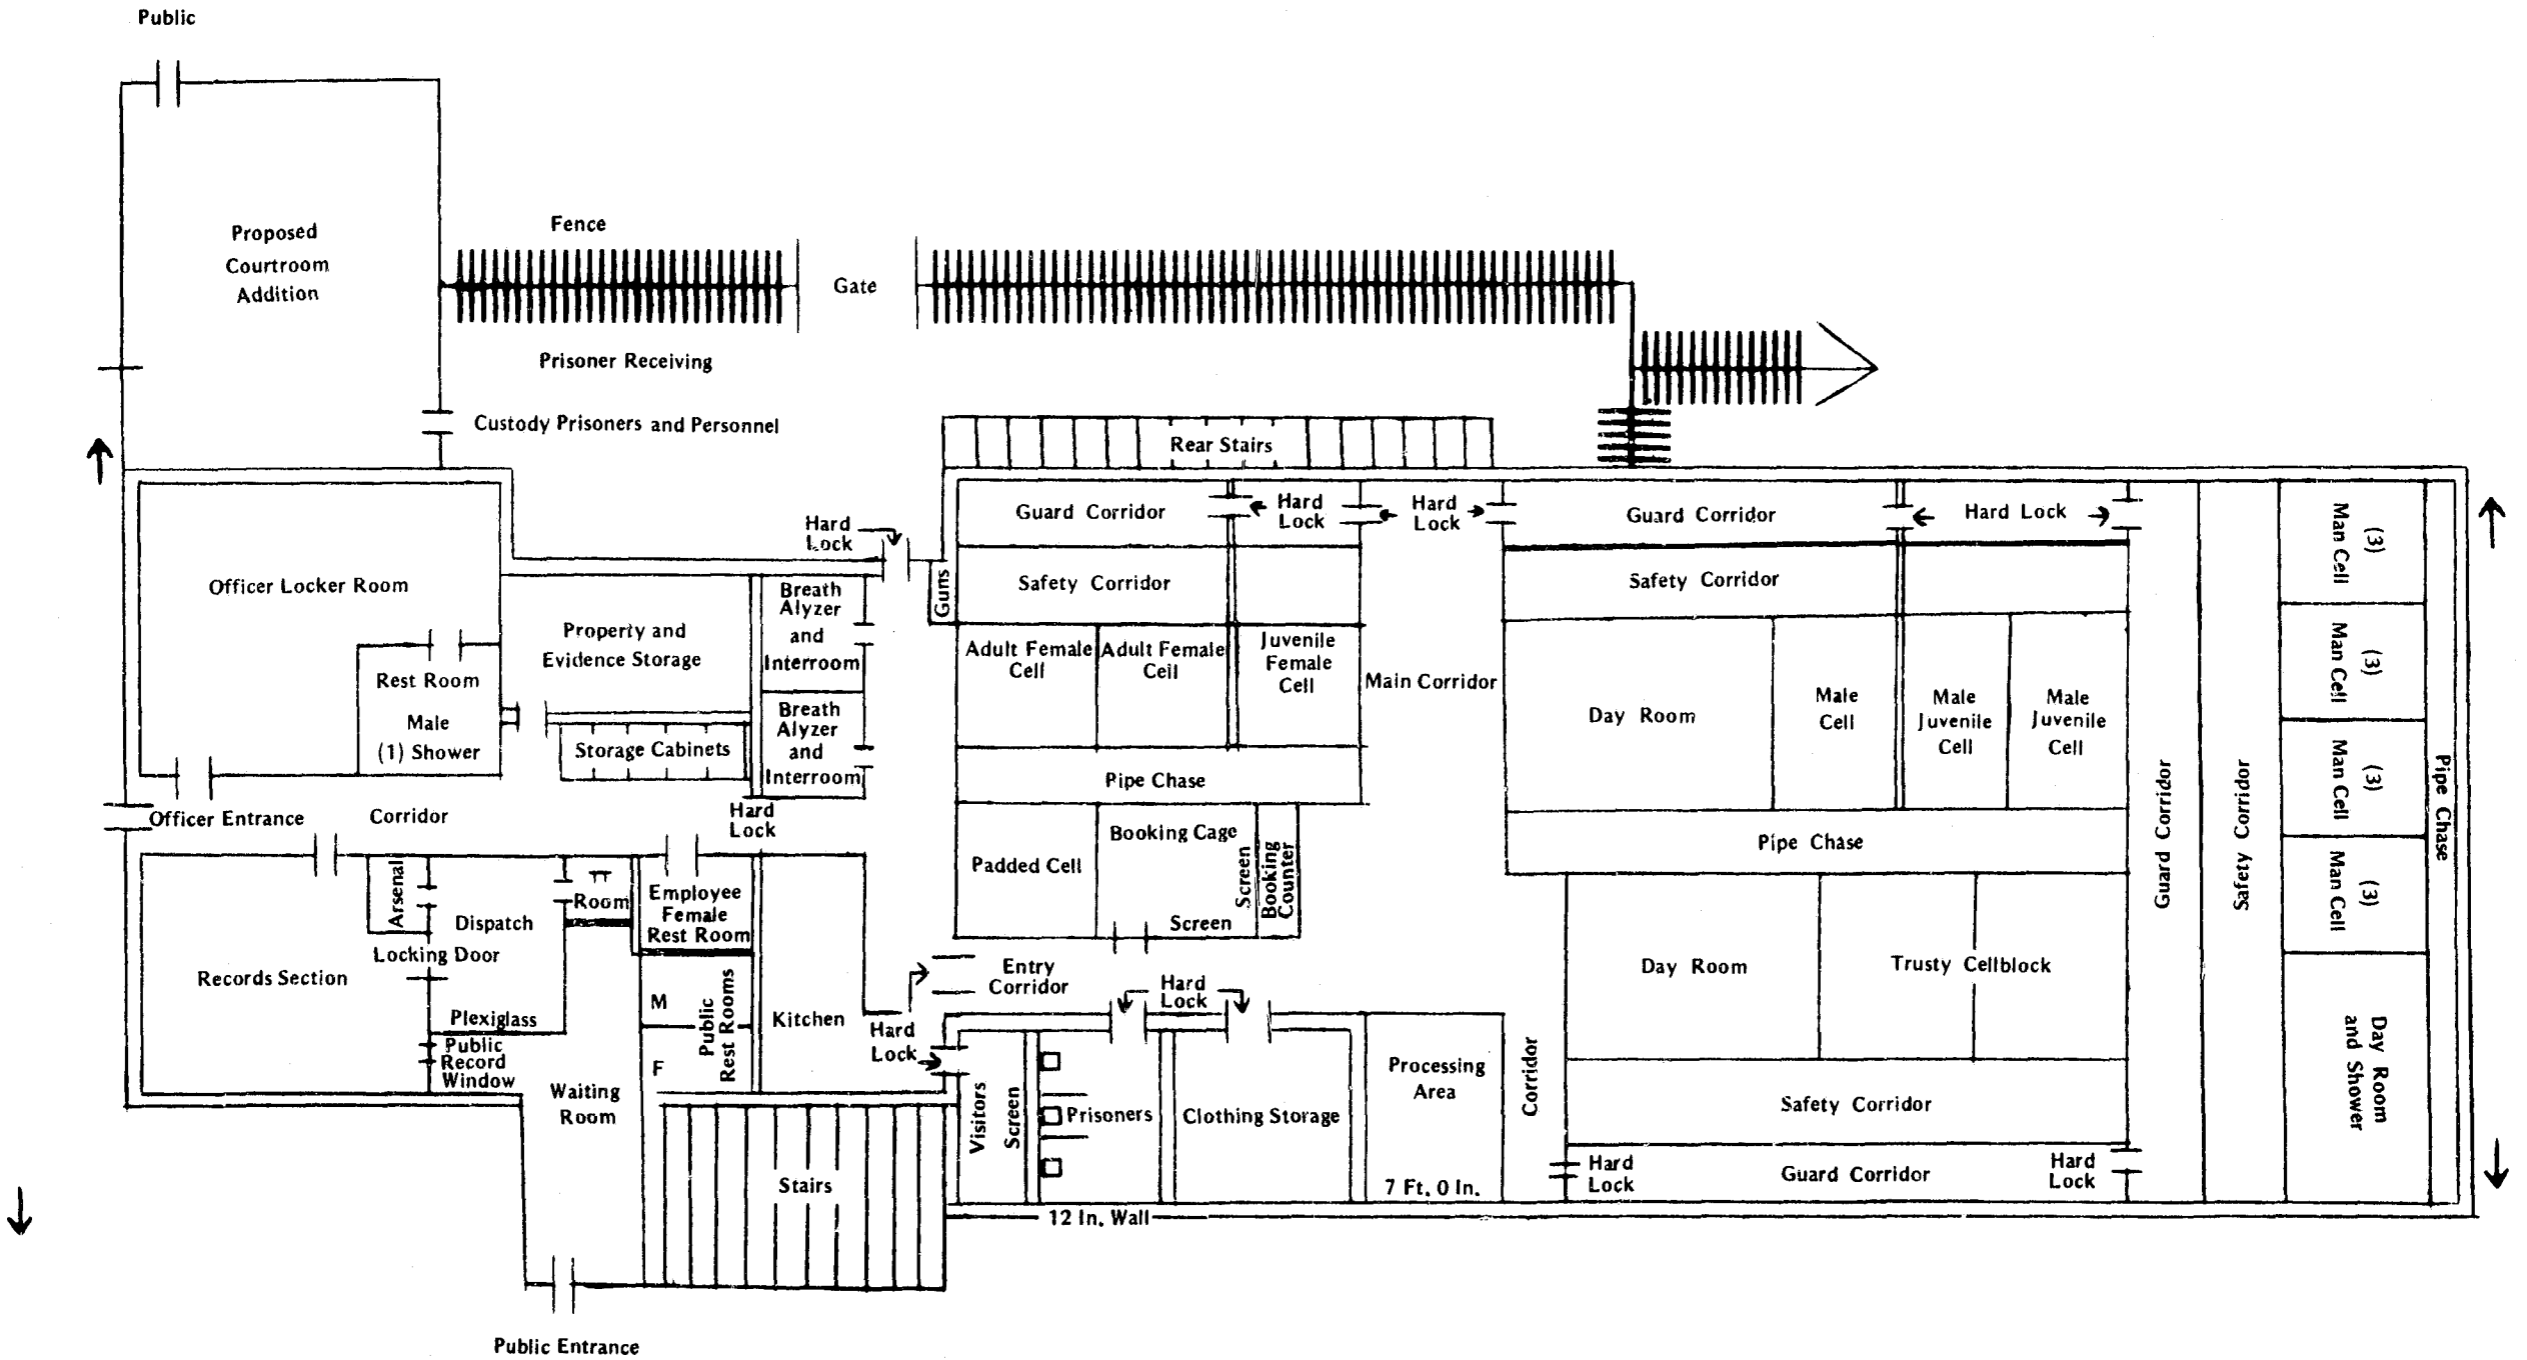 Public
Proposed
Courtroom
Addition
Fence
Gate
Prisoner Receiving
Custody Prisoners and Personnel
Rear Stairs
Officer Locker Room
Rest Room
Male
(1) Shower
Property and
Evidence Storage
Storage Cabinets
Hard
Lock
Breath
Alyzer
and
Interroom
Breath
Alyzer
and
Interroom
Guns
Guard Corridor
Hard
Lock
Hard
Lock
Safety Corridor
Adult Female
Cell
Adult Female
Cell
Juvenile
Female
Cell
Main Corridor
Pipe Chase
Padded Cell
Booking Cage
Screen
Booking
Counter
Screen
Guard Corridor
Hard Lock
Safety Corridor
Day Room
Male
Cell
Male
Juvenile
Cell
Male
Juvenile
Cell
Pipe Chase
Day Room
Trusty Cellblock
Safety Corridor
Hard
Lock
Guard Corridor
Hard
Lock
Guard Corridor
Safety Corridor
(3)
Man Cell
(3)
Man Cell
(3)
Man Cell
(3)
Man Cell
Day Room
and Shower
Pipe Chase
Officer Entrance
Corridor
Hard
Lock
Arsenal
Dispatch
TT
Room
Employee
Female
Rest Room
Locking Door
Records Section
Plexiglass
Public
Record
Window
Waiting
Room
M
F
Public
Rest Rooms
Kitchen
Hard
Lock
Entry
Corridor
Hard
Lock
Visitors
Screen
Prisoners
Clothing Storage
Processing
Area
7 Ft. 0 In.
Corridor
Stairs
12 In. Wall
Public Entrance